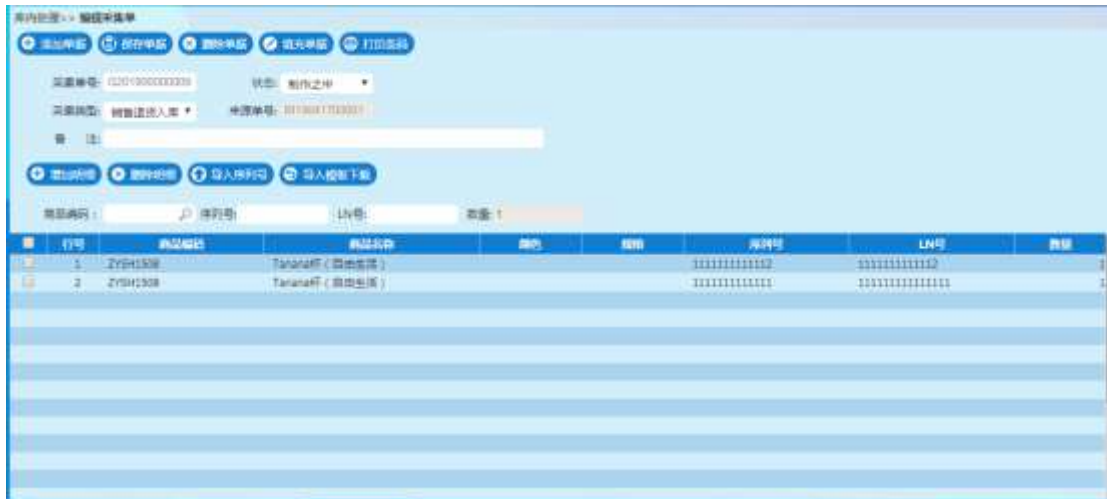 库内处理>> 编辑采集单
添加单据 保存单据 删除单据 填充单据 打印条码
采集单号: 状态: 制作之中
采集类型: 销售退货入库 来源单号:
备 注:
增加明细 删除明细 导入序列号 导入模板下载
商品编码: 序列号: LN号: 数量: 1
行号 商品编码 商品名称 颜色 规格 序列号 LN号 数量
1 ZYSH1508 Tanana杯(自由生活) 1111111111112 1111111111112 1
2 ZYSH1508 Tanana杯(自由生活) 1111111111111 11111111111111 1